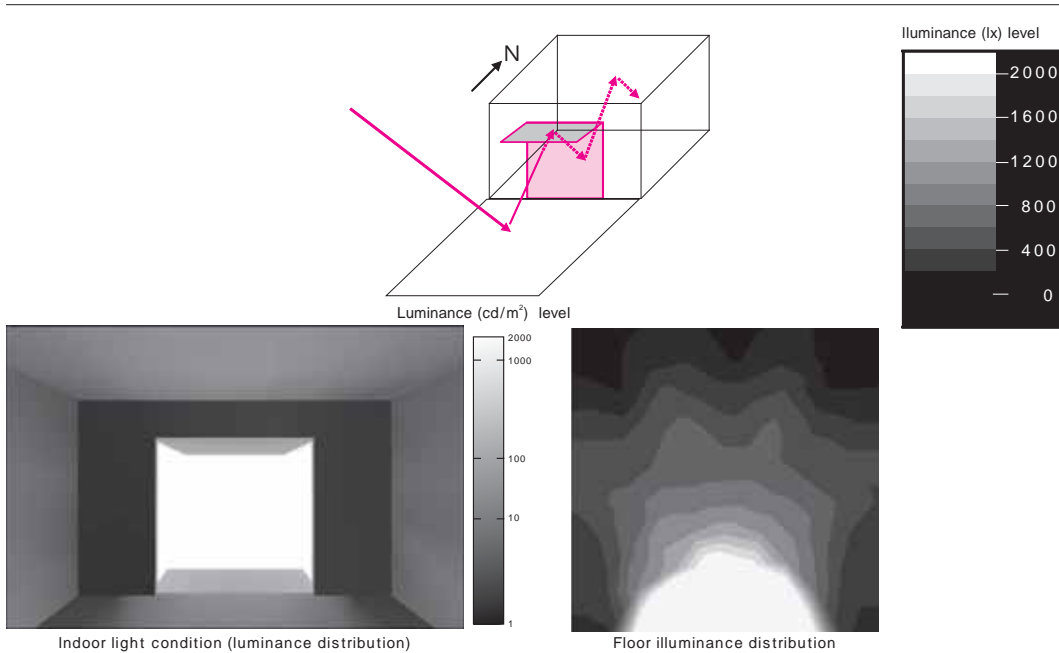 N
Iluminance (lx) level
2000
1600
1200
800
400
0
Luminance (cd/m²) level
2000
1000
100
10
1
Indoor light condition (luminance distribution)
Floor illuminance distribution